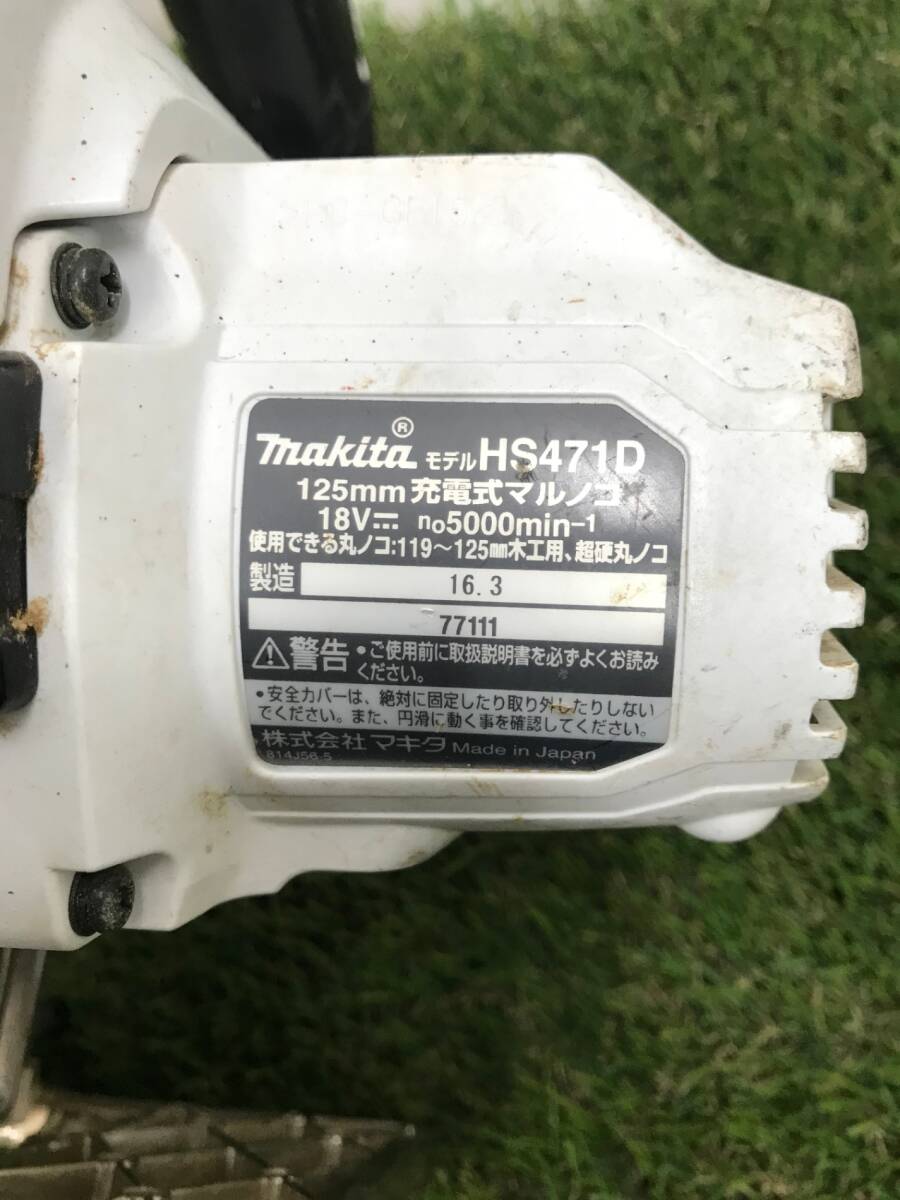 makita® モデル HS471D
125mm 充電式マルノコ
18V⎓ n₀5000min-1
使用できる丸ノコ:119～125㎜木工用、超硬丸ノコ
製造 16. 3
77111
⚠警告 •ご使用前に取扱説明書を必ずよくお読み
ください。
•安全カバーは、絶対に固定したり取り外したりしない
でください。また、円滑に動く事を確認してください。
株式会社 マキタ Made in Japan
814J56-5